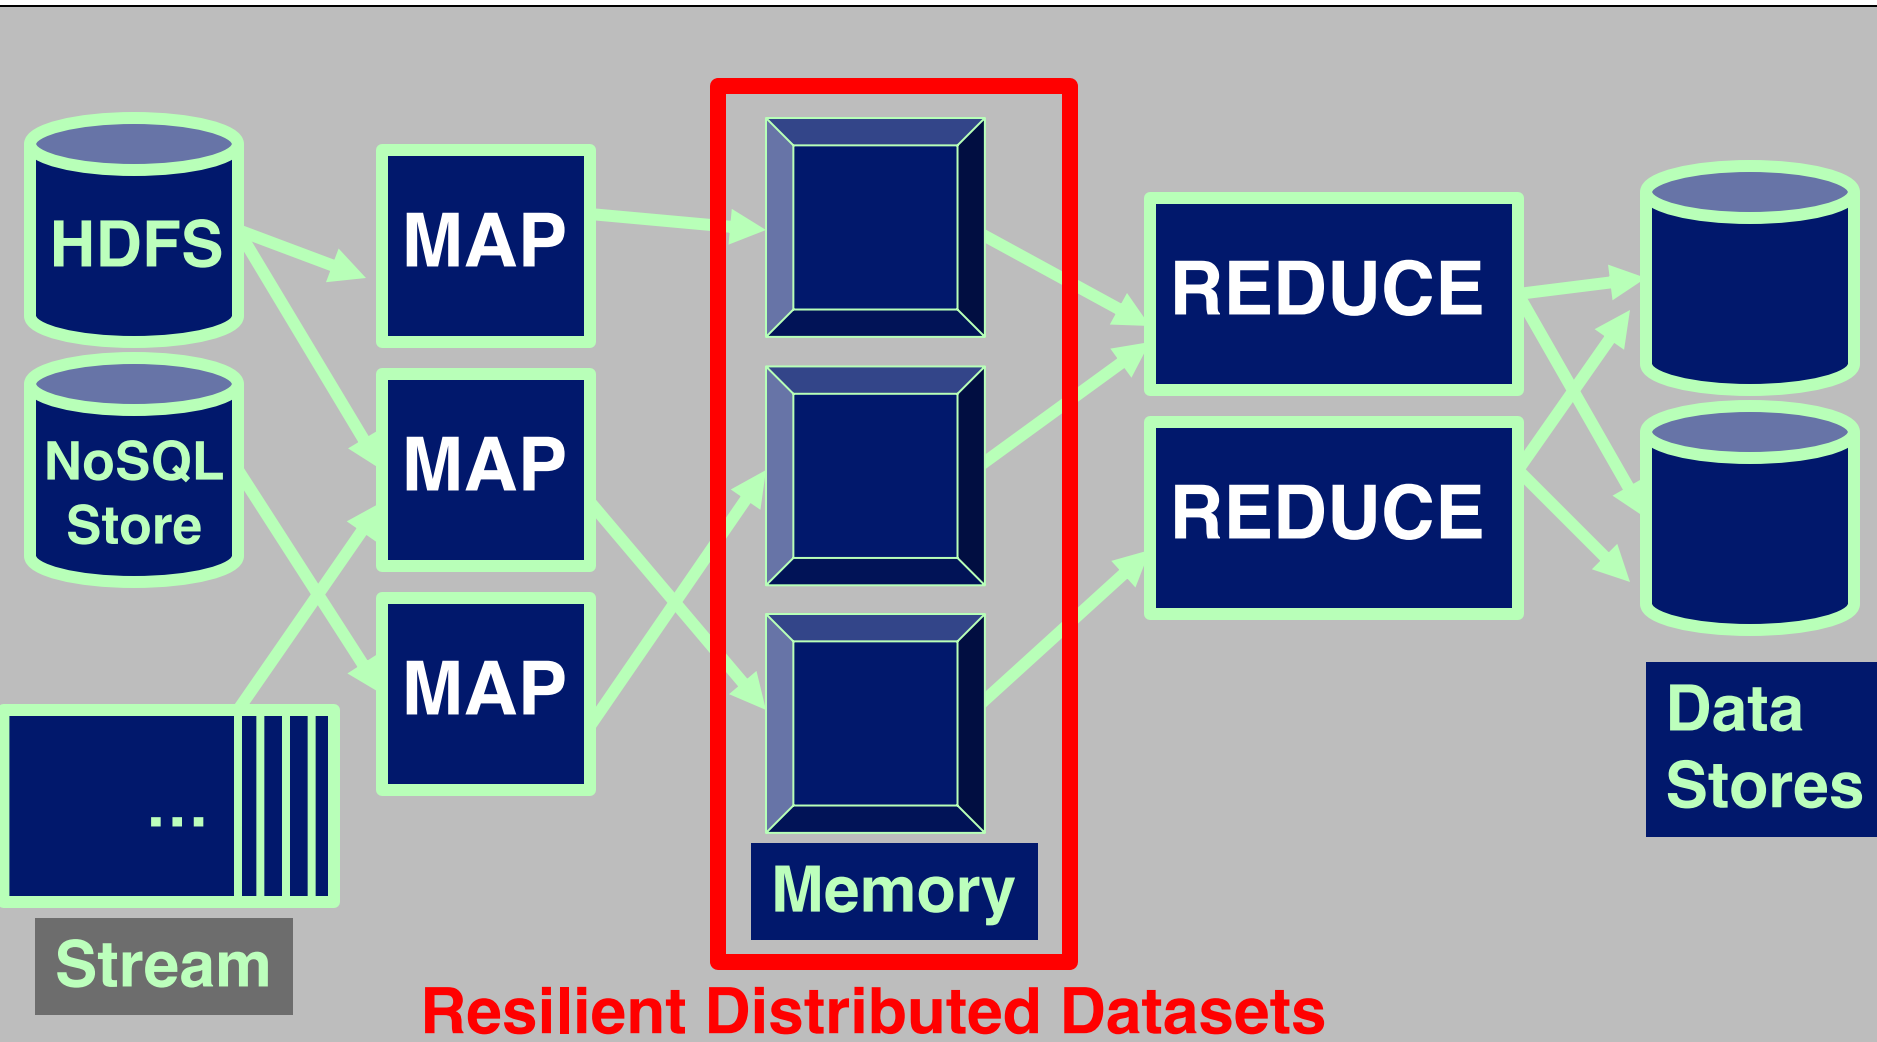 HDFS
NoSQL
Store
...
Stream
MAP
MAP
MAP
Memory
Resilient Distributed Datasets
REDUCE
REDUCE
Data
Stores